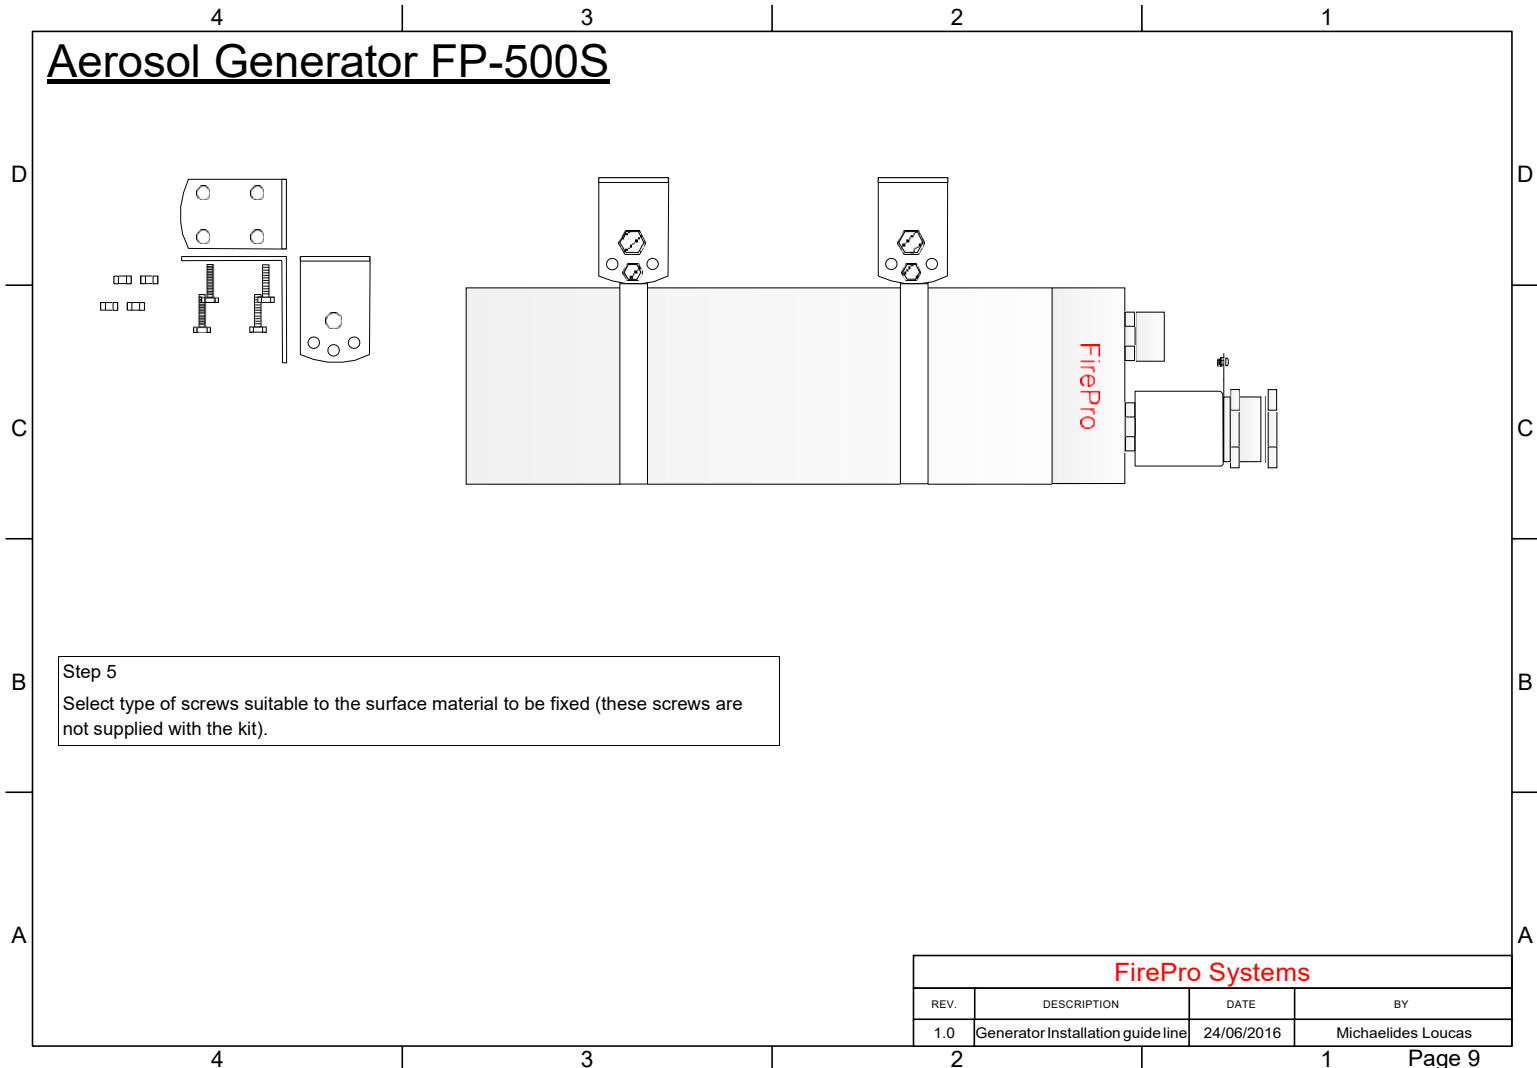 4 3 2 1
Aerosol Generator FP-500S
D D
FirePro
C C
Step 5
B B
Select type of screws suitable to the surface material to be fixed (these screws are
not supplied with the kit).
A A
FirePro Systems
REV. DESCRIPTION DATE BY
1.0 Generator Installation guide line 24/06/2016 Michaelides Loucas
4 3 2 1 Page 9